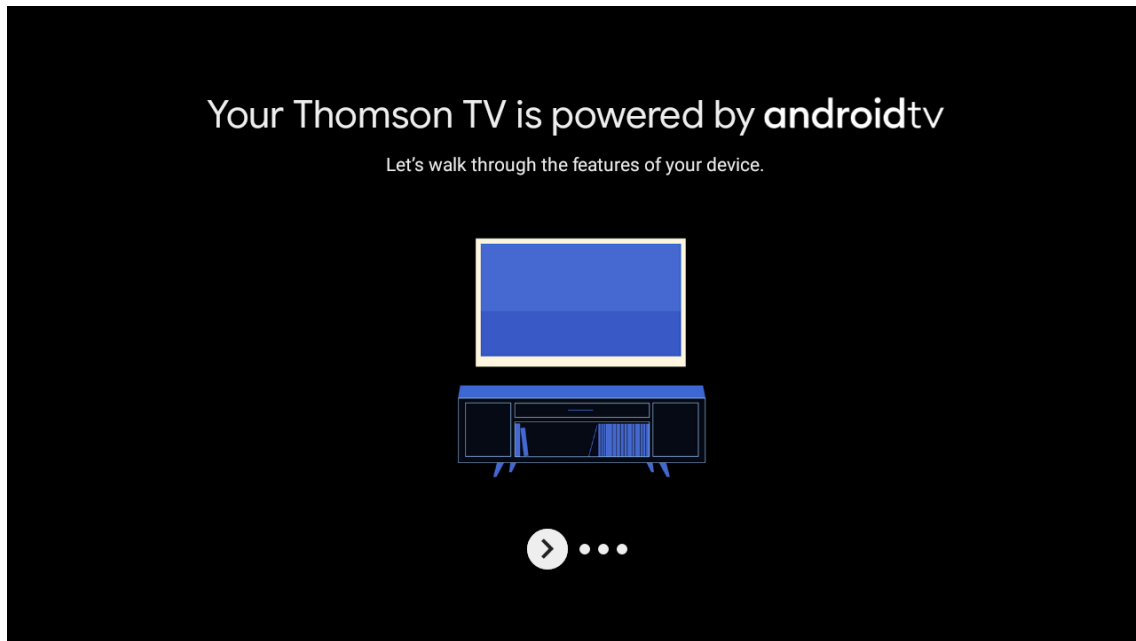 Your Thomson TV is powered by androidtv
Let’s walk through the features of your device.